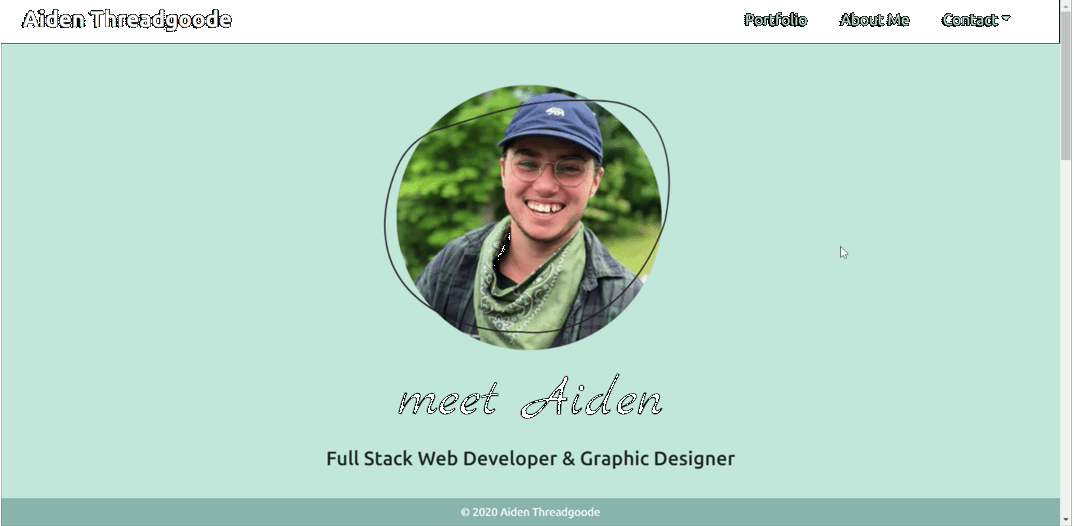 Aiden Threadgoode
Portfolio About Me Contact
meet Aiden
Full Stack Web Developer & Graphic Designer
© 2020 Aiden Threadgoode